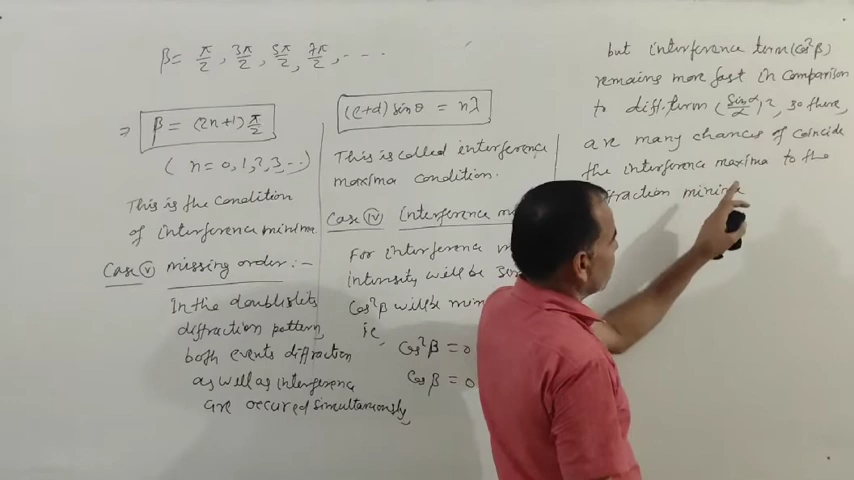 β = π/2, 3π/2, 5π/2, 7π/2, ....
⇒ β = (2n+1) π/2
(n = 0, 1, 2, 3, ...)
This is the condition
of interference minima
Case (v) missing order :-
In the doubleslits
diffraction pattern,
both events diffraction
as well as interference
are occured simultaneously,
(e+d) sin θ = nλ
This is called interference
maxima condition.
Case (iv) interference
For interference
intensity will be
Cos²β will be
ie,
Cos²β = 0
Cos β = 0
but interference term (Cos²β)
remains more fast in comparison
to diff. term (Sinα/α)², so there,
are many chances of coincide
the interference maxima to the